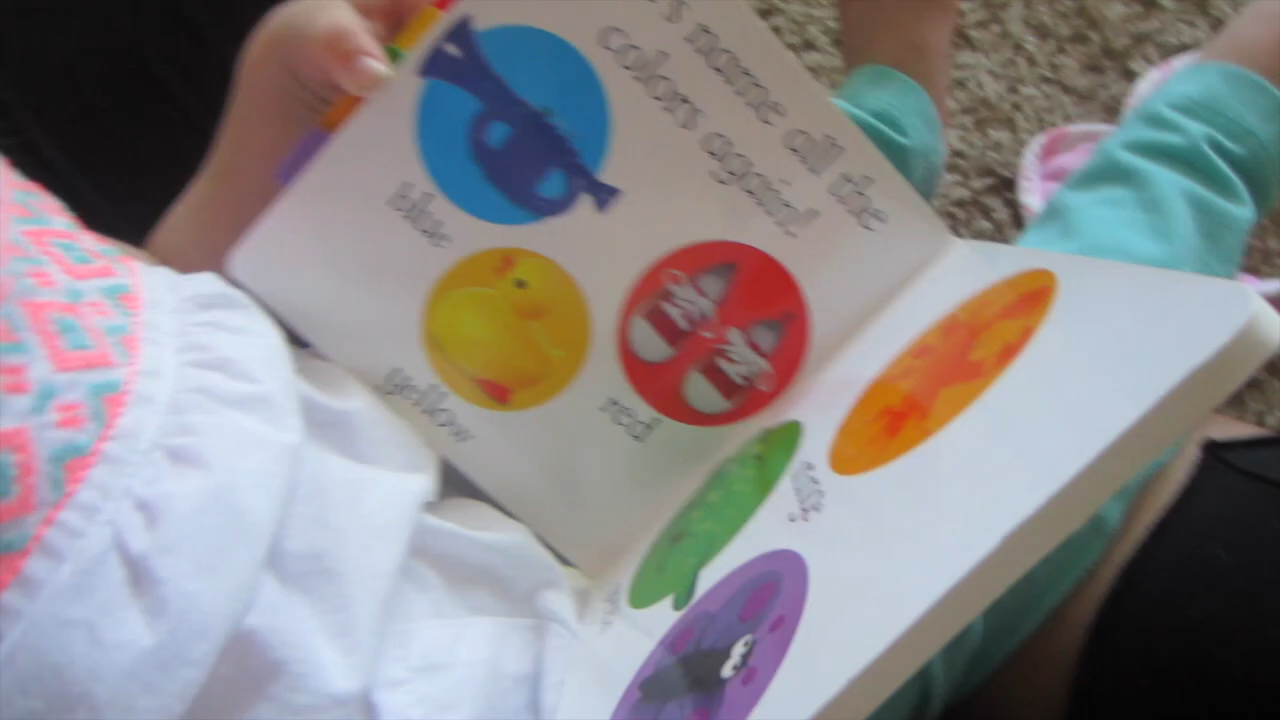 's name all the
colors again!
blue
yellow
red